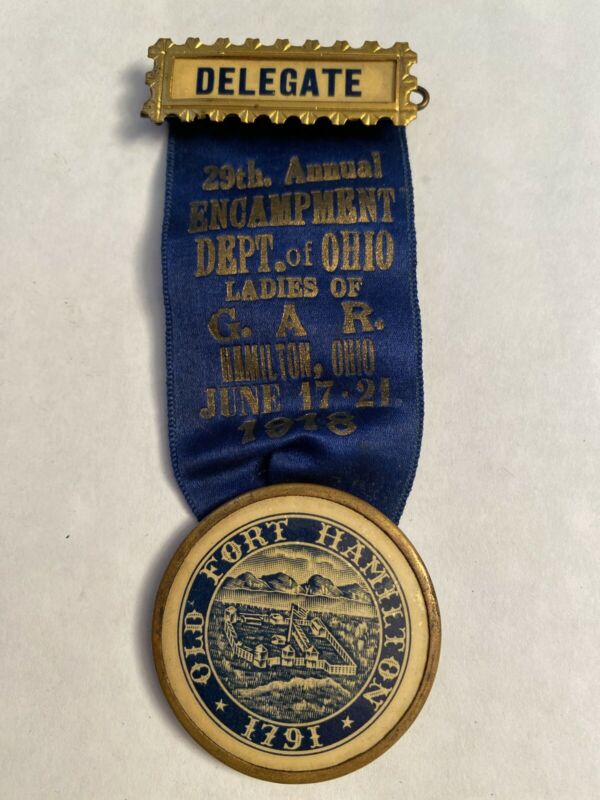 DELEGATE
29th. Annual
ENCAMPMENT
DEPT. of OHIO
LADIES OF
G. A R.
HAMILTON, OHIO
JUNE 17-21.
1918
OLD FORT HAMILTON
1791